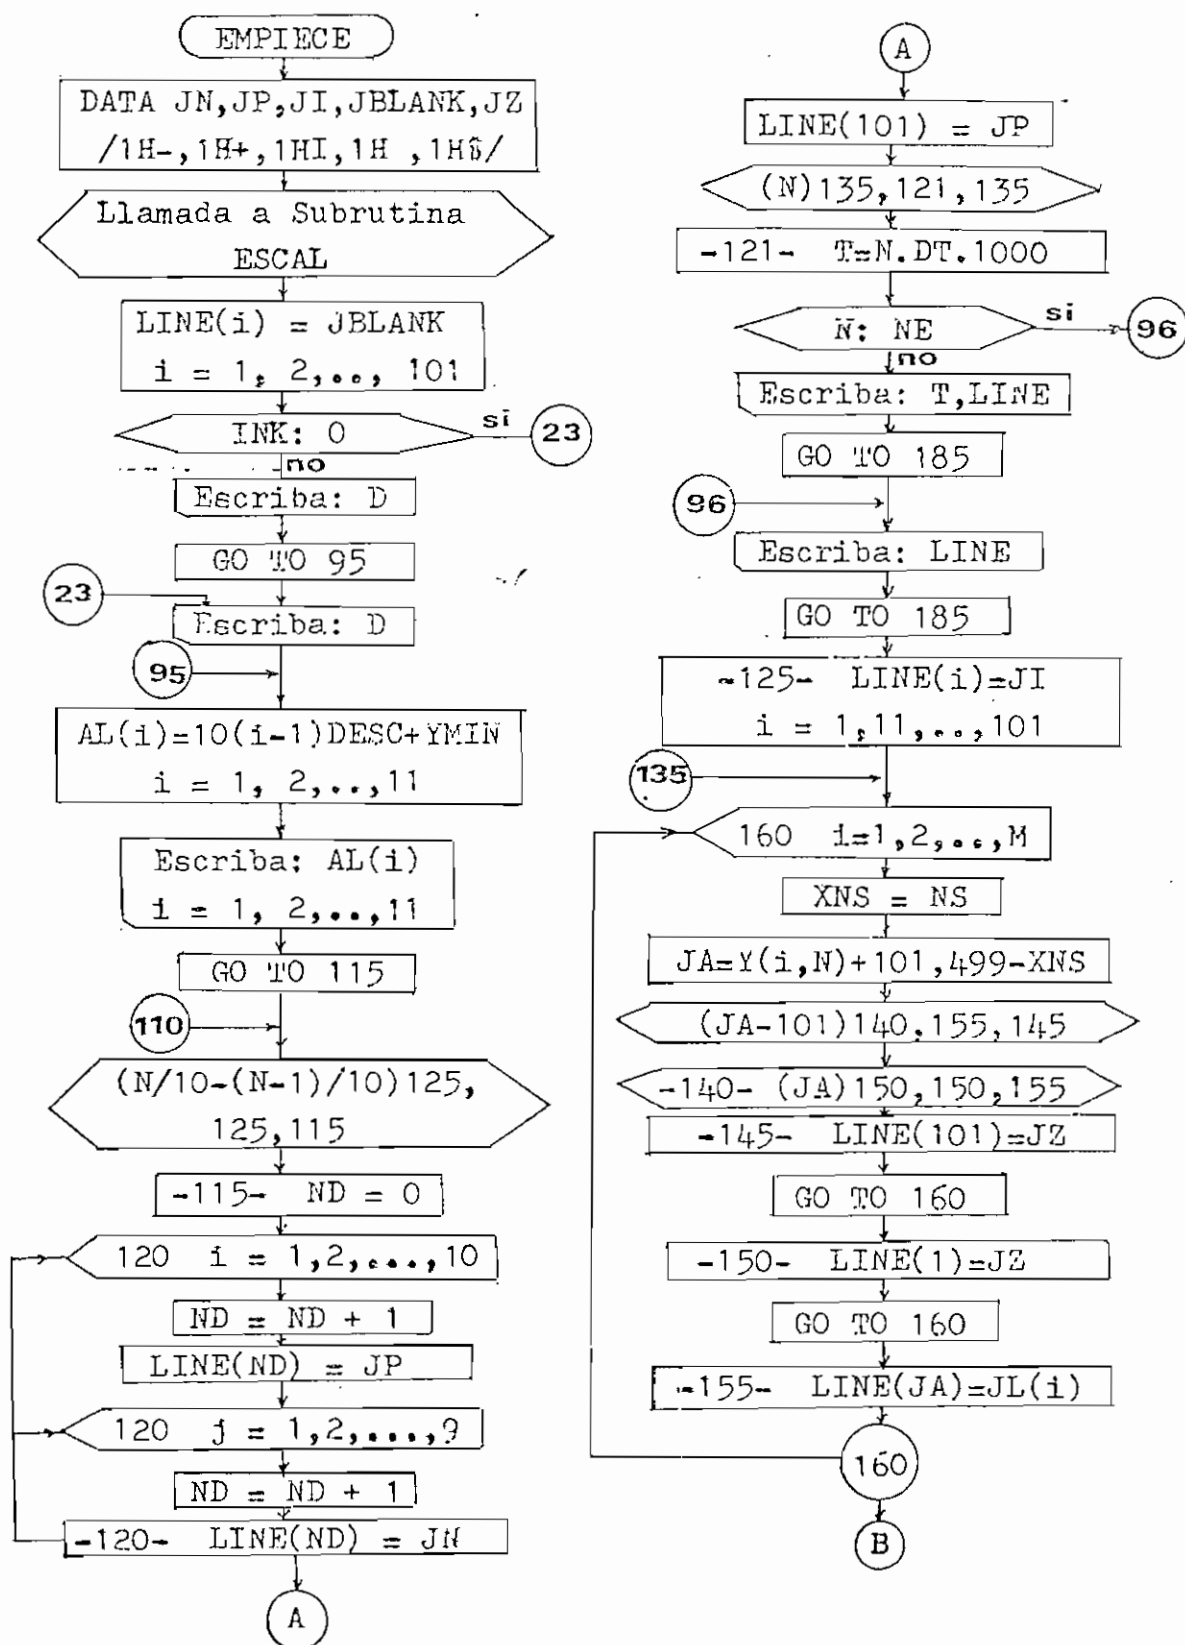 EMPIECE
DATA JN,JP,JI,JBLANK,JZ
/1H-,1H+,1HI,1H ,1H$/
Llamada a Subrutina
ESCAL
LINE(i) = JBLANK
i = 1, 2,.., 101
INK: 0
si
23
no
Escriba: D
GO TO 95
23
Escriba: D
95
AL(i)=10(i-1)DESC+YMIN
i = 1, 2,..,11
Escriba: AL(i)
i = 1, 2,...,11
GO TO 115
110
(N/10-(N-1)/10)125,
125,115
-115- ND = 0
120 i = 1,2,...,10
ND = ND + 1
LINE(ND) = JP
120 j = 1,2,...,9
ND = ND + 1
-120- LINE(ND) = JN
A
A
LINE(101) = JP
(N)135,121,135
-121- T=N.DT.1000
N: NE
si
96
no
Escriba: T,LINE
GO TO 185
96
Escriba: LINE
GO TO 185
-125- LINE(i)=JI
i = 1,11,..,101
135
160 i=1,2,..,M
XNS = NS
JA=Y(i,N)+101,499-XNS
(JA-101)140,155,145
-140- (JA)150,150,155
-145- LINE(101)=JZ
GO TO 160
-150- LINE(1)=JZ
GO TO 160
-155- LINE(JA)=JL(i)
160
B